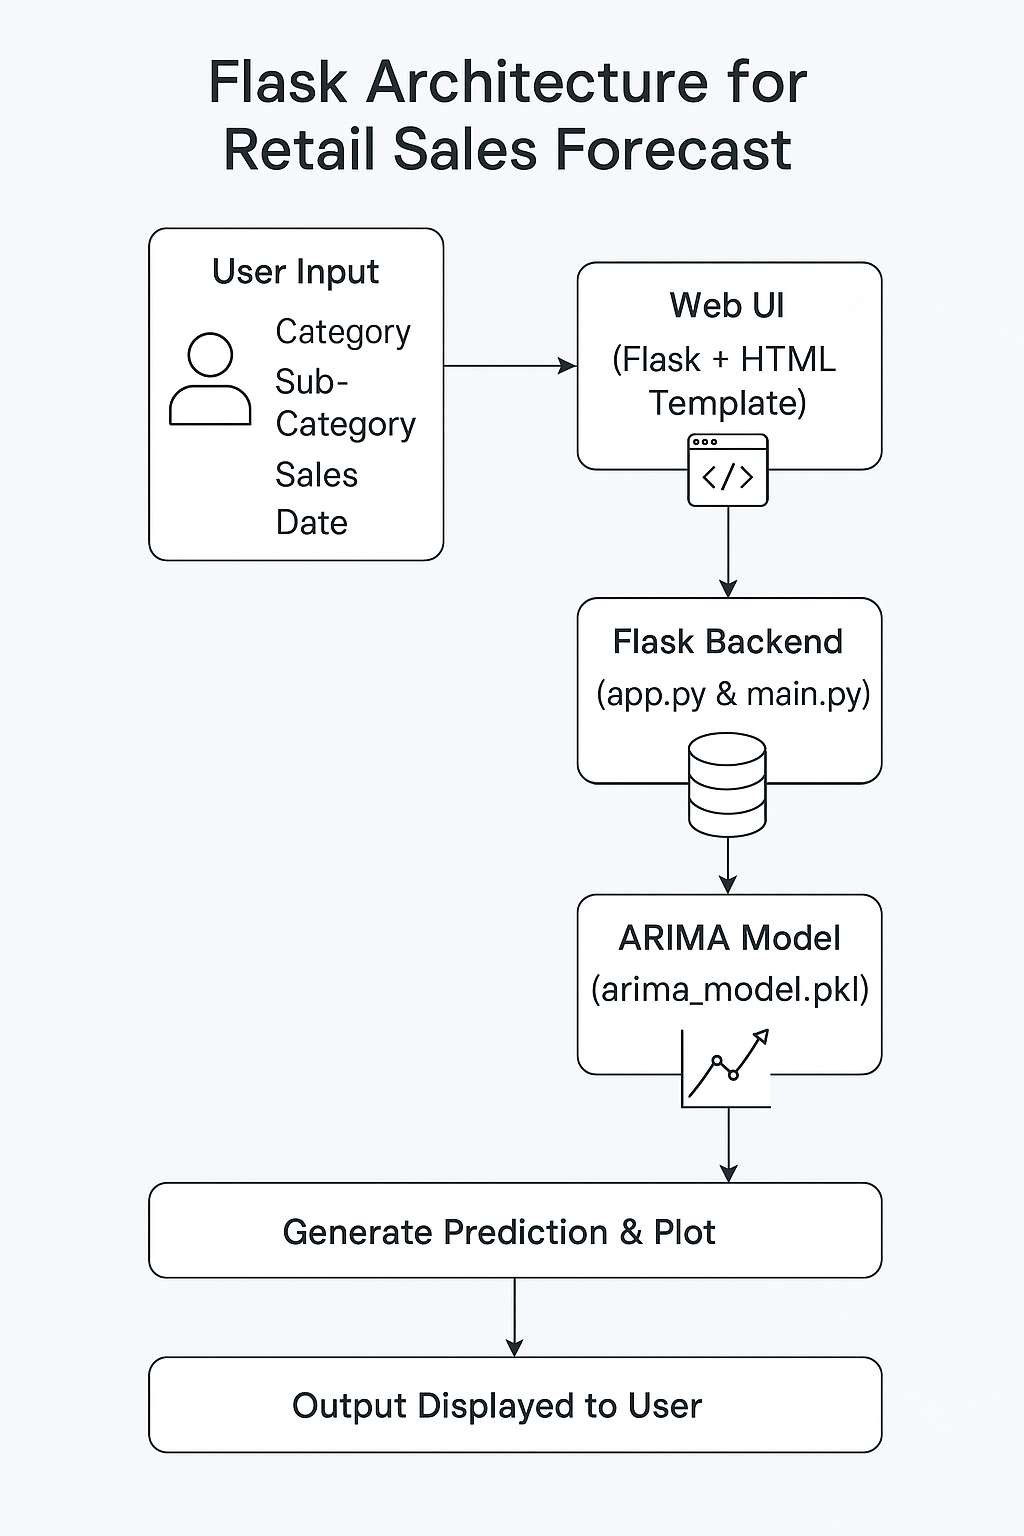 Flask Architecture for
Retail Sales Forecast
User Input
Category
Sub-
Category
Sales
Date
Web UI
(Flask + HTML
Template)
</>
Flask Backend
(app.py & main.py)
ARIMA Model
(arima_model.pkl)
Generate Prediction & Plot
Output Displayed to User